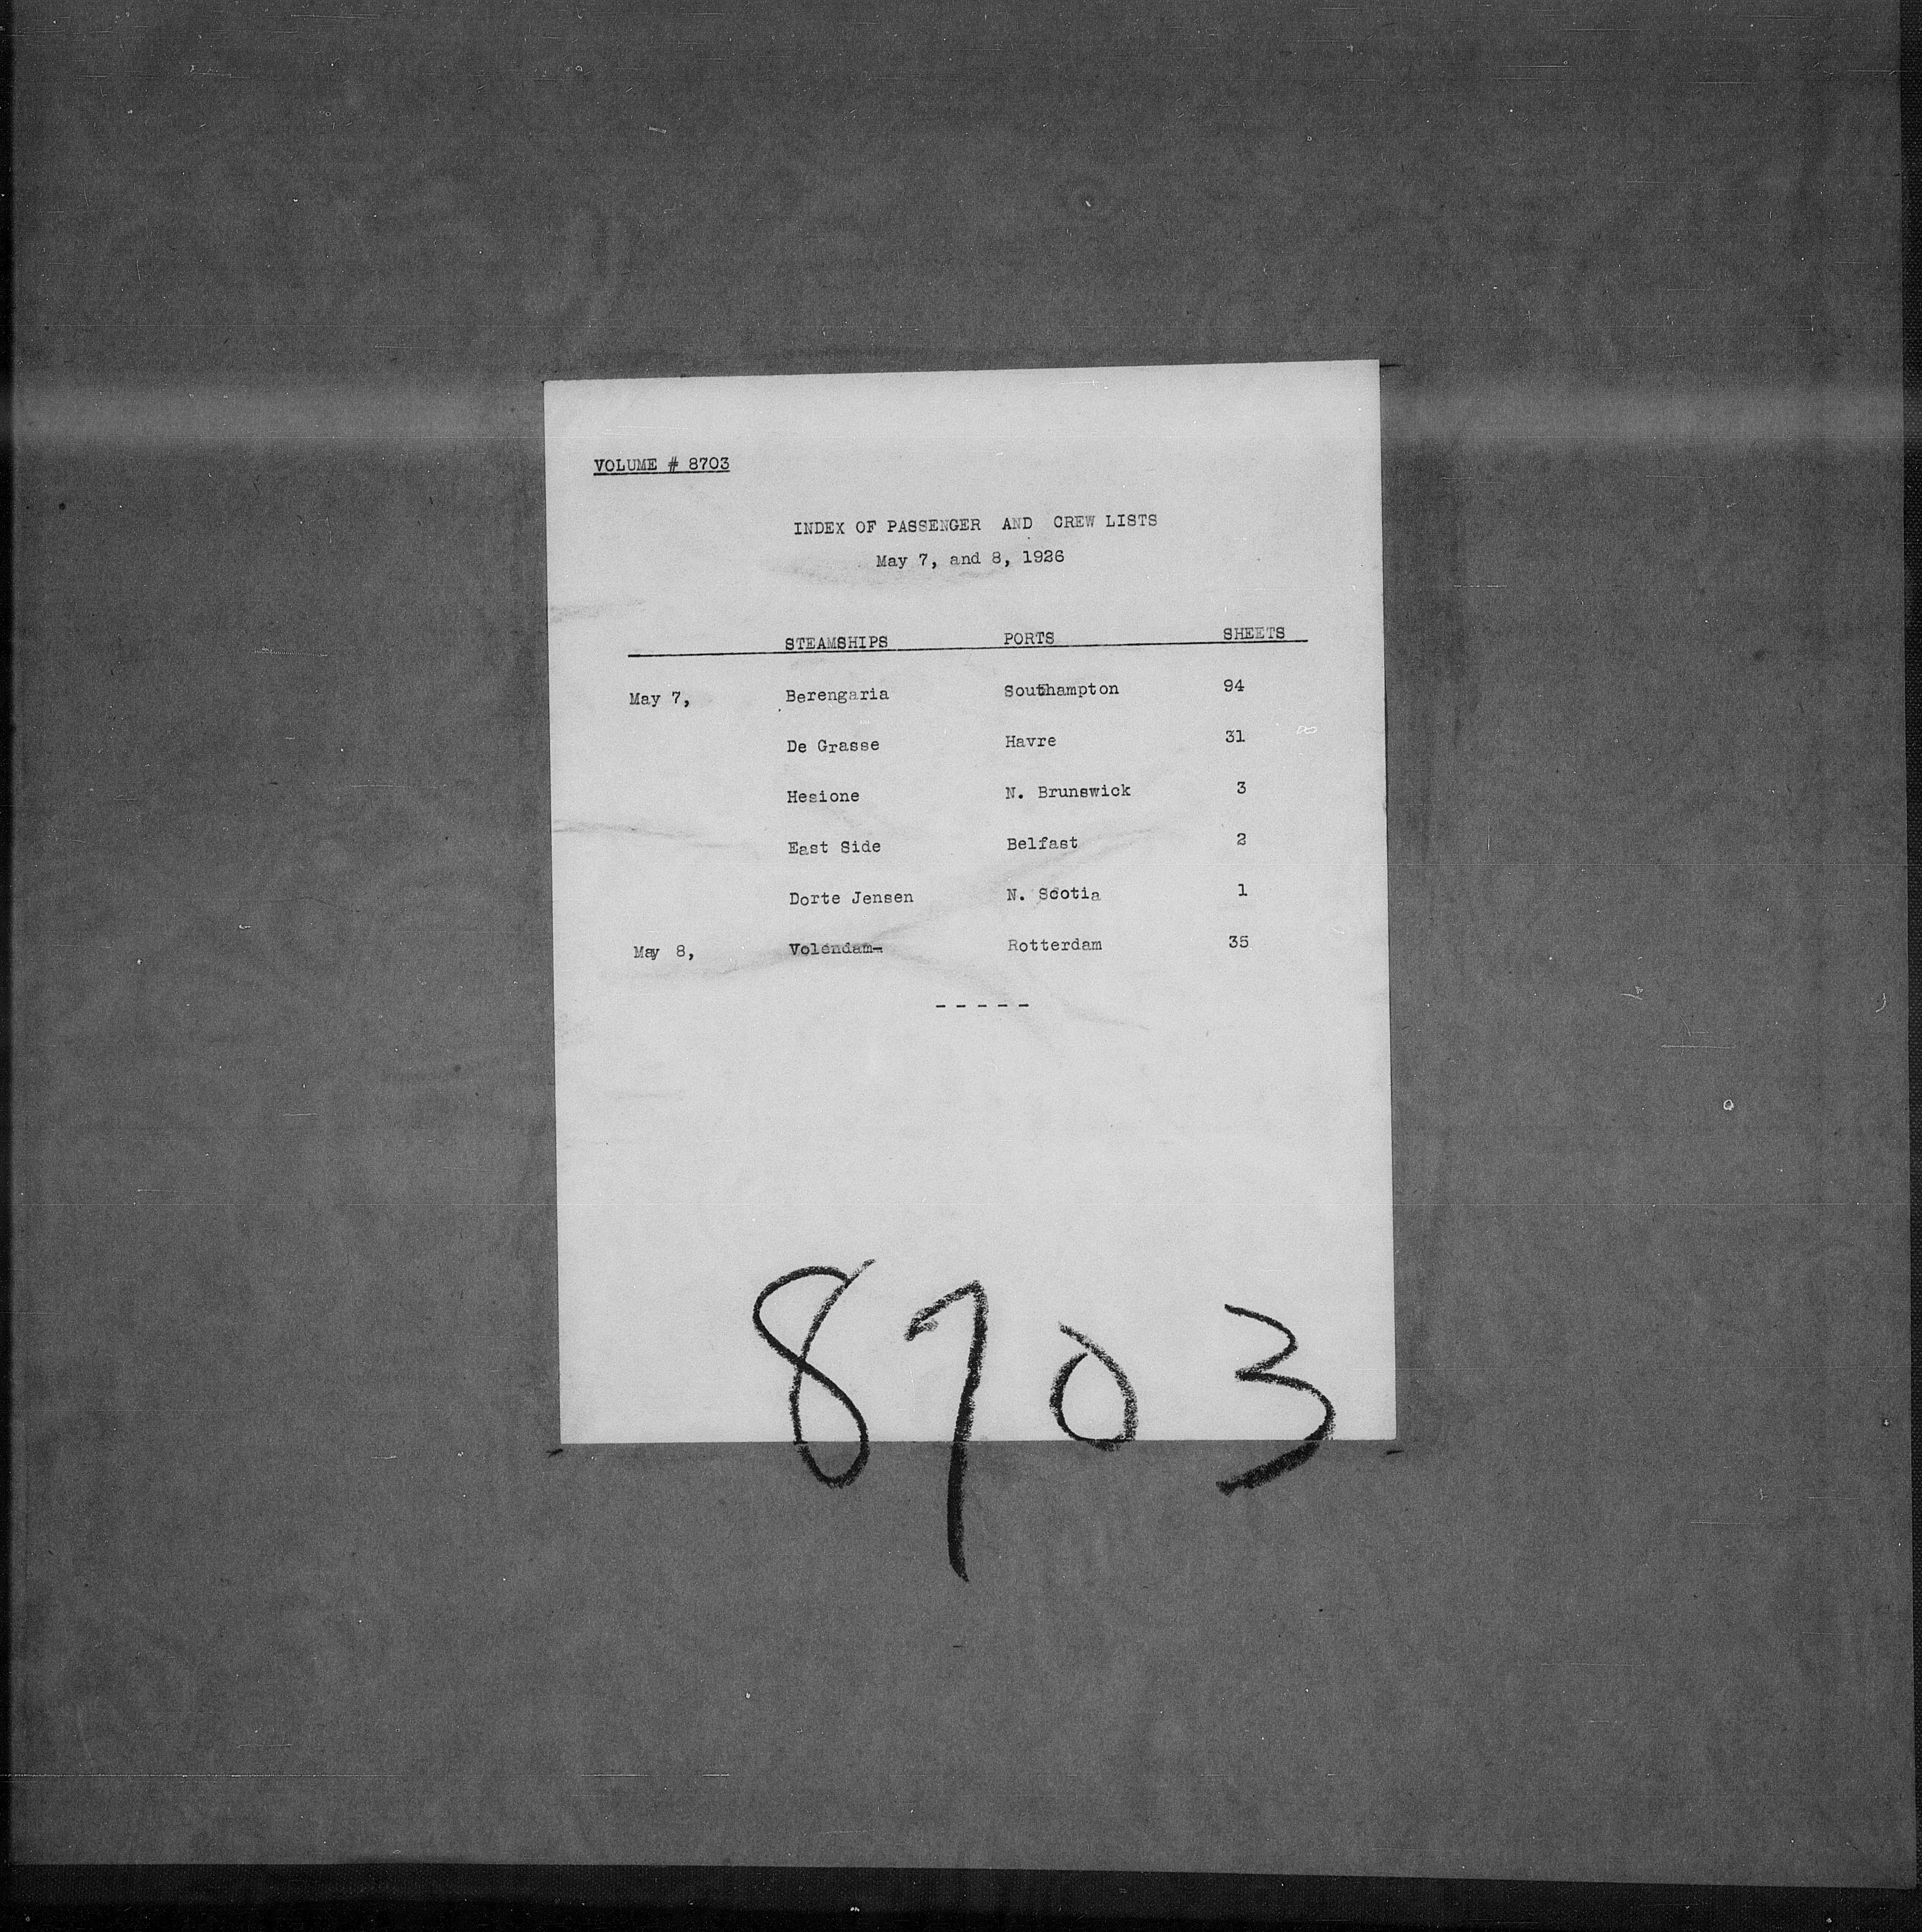 VOLUME # 8703
INDEX OF PASSENGER AND CREW LISTS
May 7, and 8, 1926
STEAMSHIPS PORTS SHEETS
May 7, Berengaria Southampton 94
De Grasse Havre 31
Hesione N. Brunswick 3
East Side Belfast 2
Dorte Jensen N. Scotia 1
May 8, Volendam- Rotterdam 35
- - - - -
8703